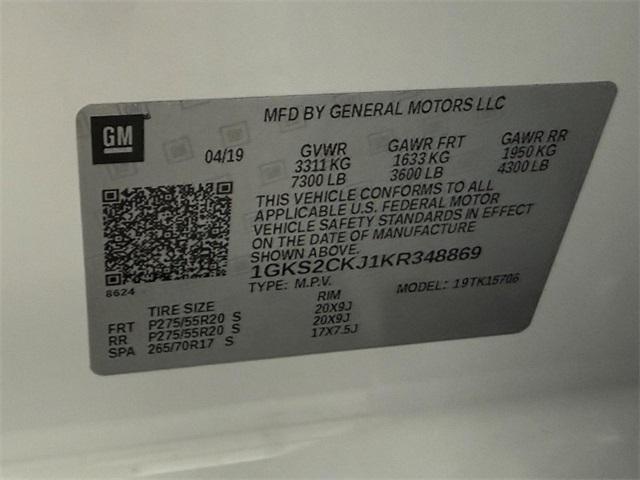 MFD BY GENERAL MOTORS LLC
GM
04/19 GVWR GAWR FRT GAWR RR
3311 KG 1633 KG 1950 KG
7300 LB 3600 LB 4300 LB
THIS VEHICLE CONFORMS TO ALL
APPLICABLE U.S. FEDERAL MOTOR
VEHICLE SAFETY STANDARDS IN EFFECT
ON THE DATE OF MANUFACTURE
SHOWN ABOVE.
1GKS2CKJ1KR348869
8624
TYPE: M.P.V. MODEL: 19TK15706
TIRE SIZE RIM
FRT P275/55R20 S 20X9J
RR P275/55R20 S 20X9J
SPA 265/70R17 S 17X7.5J